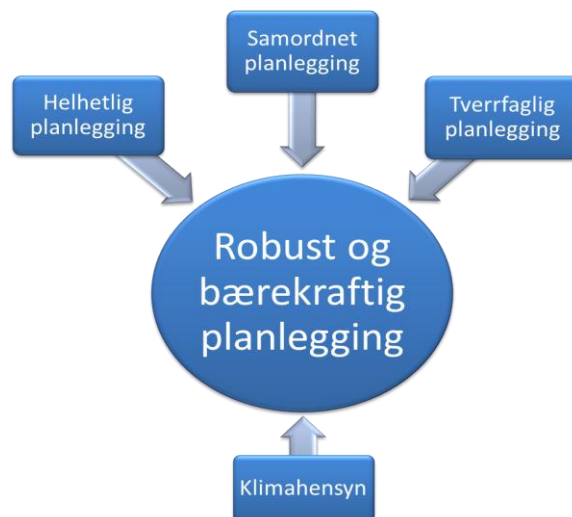 Samordnet
planlegging
Helhetlig
planlegging
Tverrfaglig
planlegging
Robust og
bærekraftig
planlegging
Klimahensyn